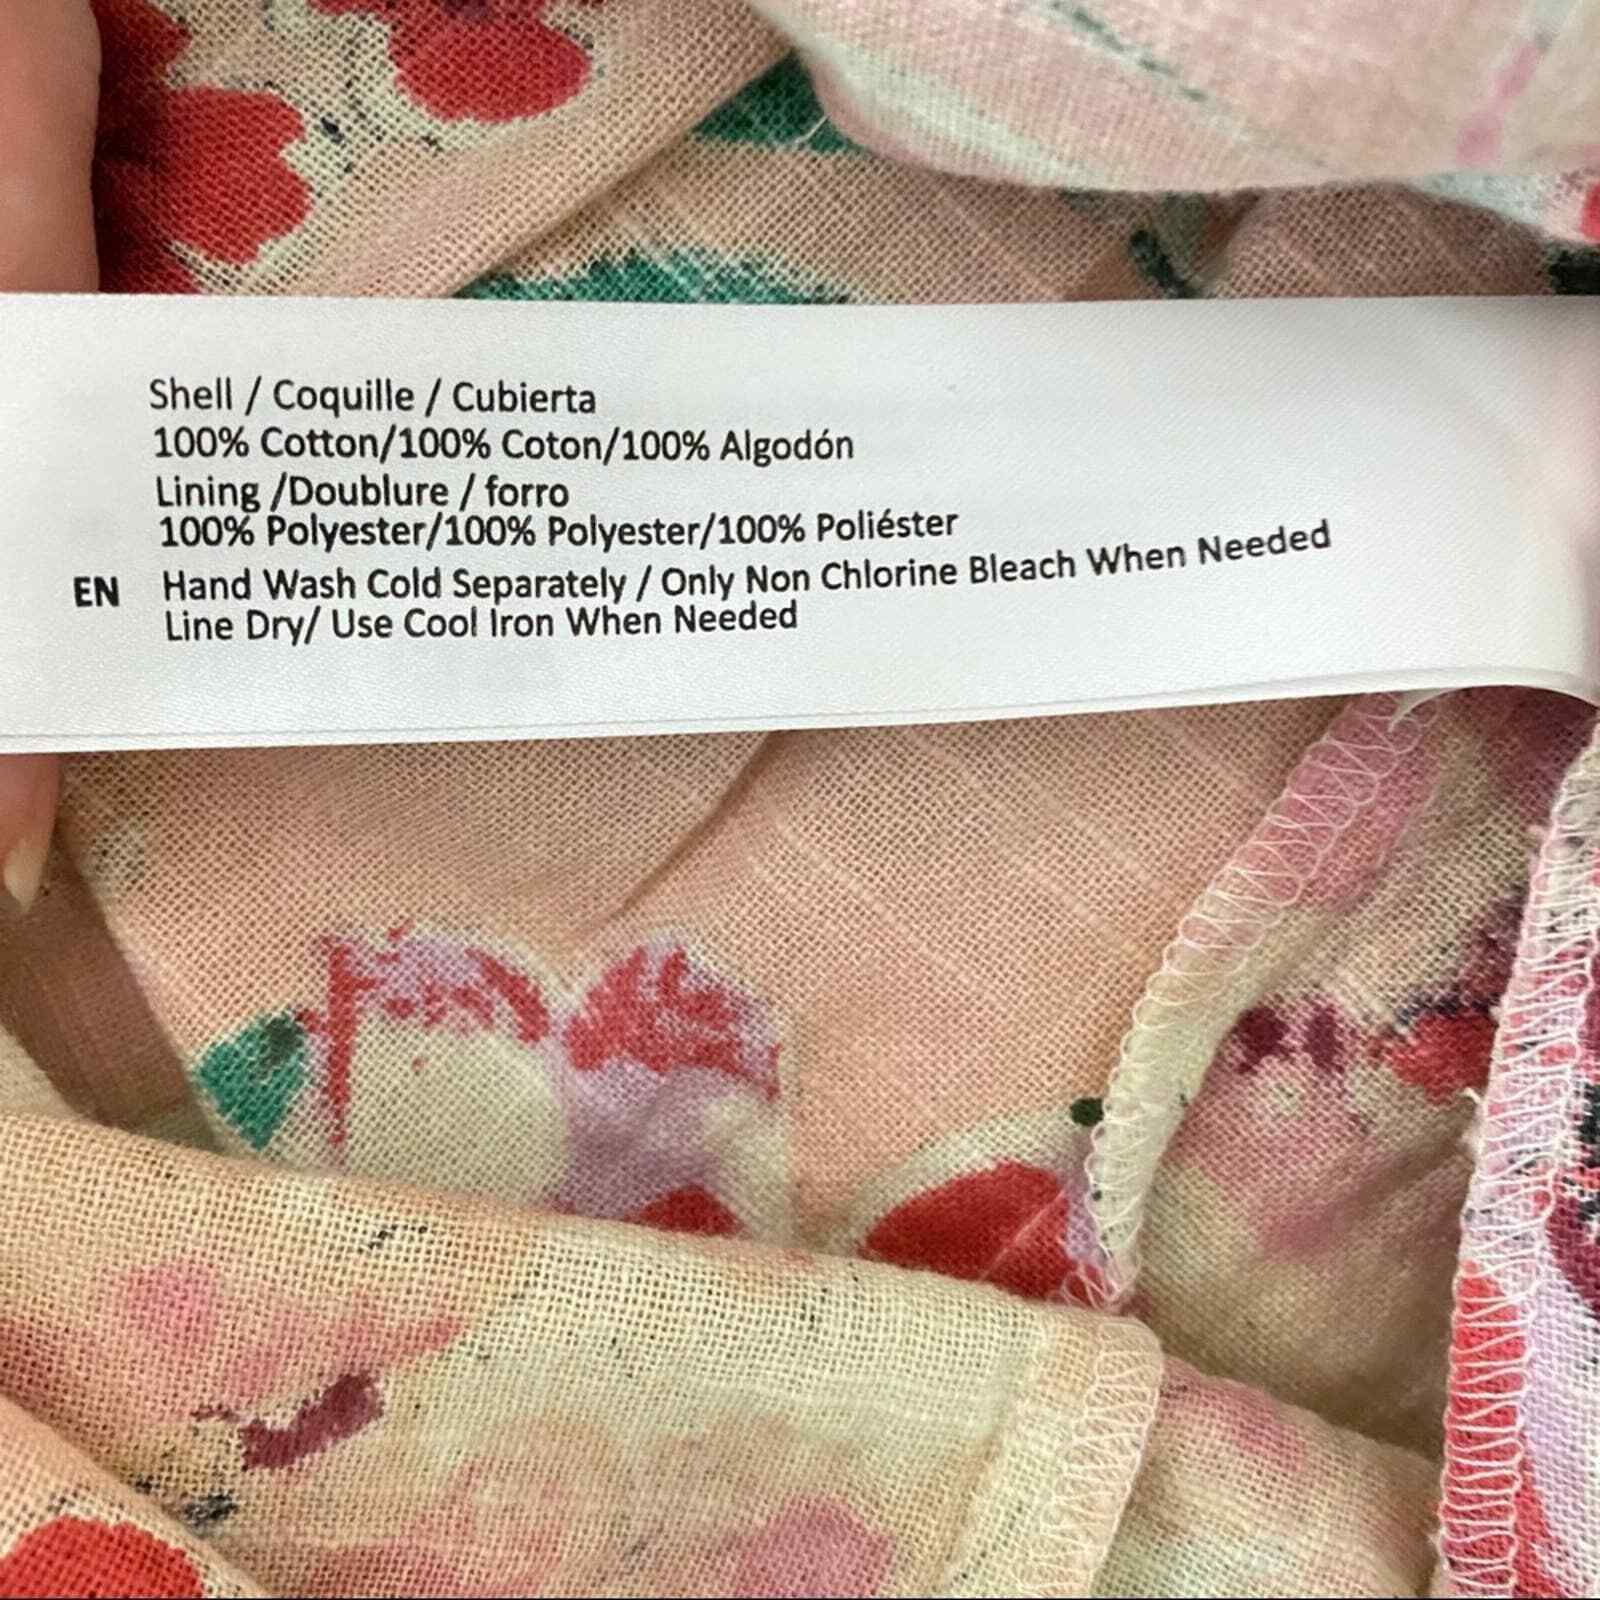 Shell / Coquille / Cubierta
100% Cotton/100% Coton/100% Algodón
Lining /Doublure / forro
100% Polyester/100% Polyester/100% Poliéster
EN Hand Wash Cold Separately / Only Non Chlorine Bleach When Needed
Line Dry/ Use Cool Iron When Needed